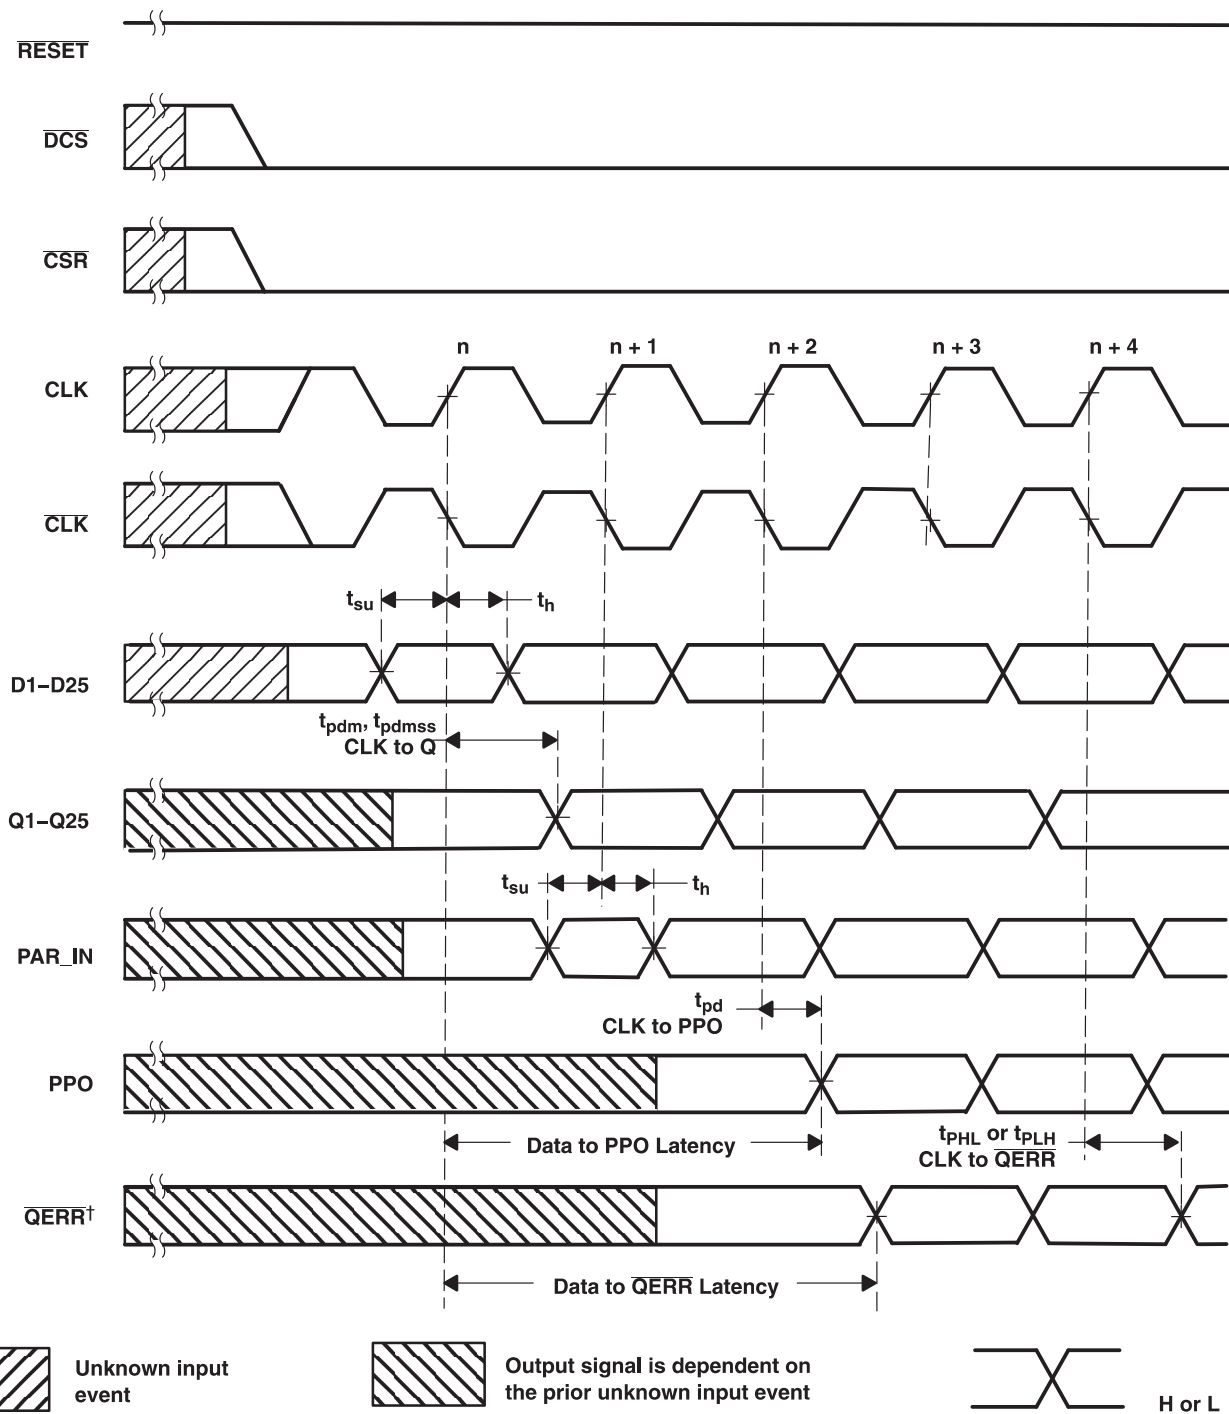 RESET
DCS
CSR
n n + 1 n + 2 n + 3 n + 4
CLK
CLK
tsu th
D1–D25
tpdm, tpdmss
CLK to Q
Q1–Q25
tsu th
PAR_IN
tpd
CLK to PPO
PPO
Data to PPO Latency
tPHL or tPLH
CLK to QERR
QERR†
Data to QERR Latency
Unknown input
event
Output signal is dependent on
the prior unknown input event
H or L